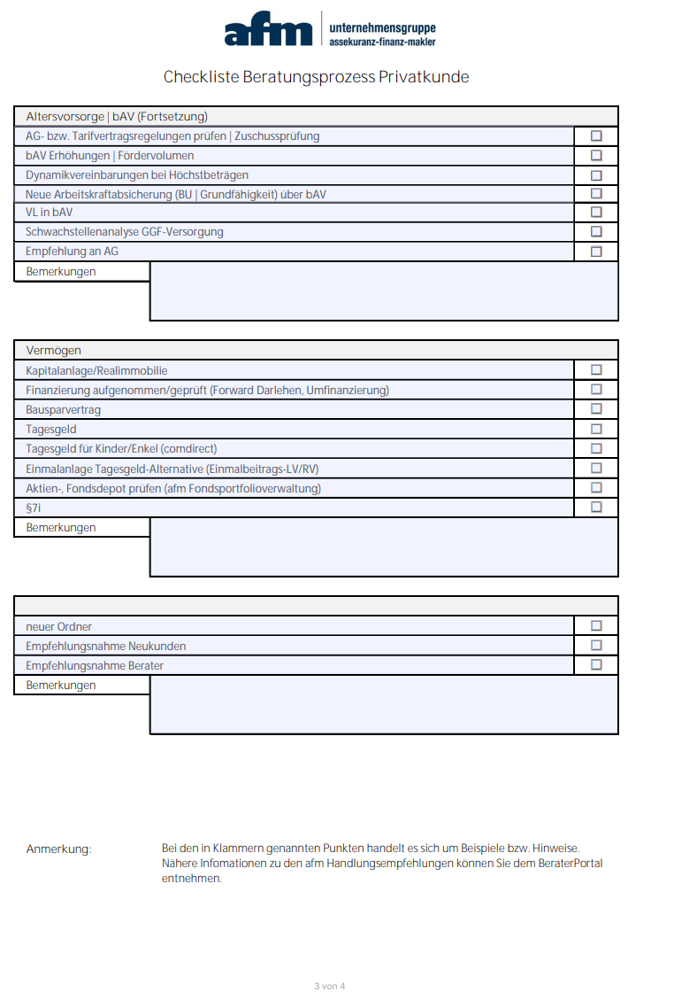 afm unternehmensgruppe
assekuranz-finanz-makler
Checkliste Beratungsprozess Privatkunde
Altersvorsorge | bAV (Fortsetzung)
AG- bzw. Tarifvertragsregelungen prüfen | Zuschussprüfung
bAV Erhöhungen | Fördervolumen
Dynamikvereinbarungen bei Höchstbeträgen
Neue Arbeitskraftabsicherung (BU | Grundfähigkeit) über bAV
VL in bAV
Schwachstellenanalyse GGF-Versorgung
Empfehlung an AG
Bemerkungen
Vermögen
Kapitalanlage/Realimmobilie
Finanzierung aufgenommen/geprüft (Forward Darlehen, Umfinanzierung)
Bausparvertrag
Tagesgeld
Tagesgeld für Kinder/Enkel (comdirect)
Einmalanlage Tagesgeld-Alternative (Einmalbeitrags-LV/RV)
Aktien-, Fondsdepot prüfen (afm Fondsportfolioverwaltung)
§7i
Bemerkungen
neuer Ordner
Empfehlungsnahme Neukunden
Empfehlungsnahme Berater
Bemerkungen
Anmerkung: Bei den in Klammern genannten Punkten handelt es sich um Beispiele bzw. Hinweise.
Nähere Infomationen zu den afm Handlungsempfehlungen können Sie dem BeraterPortal
entnehmen.
3 von 4